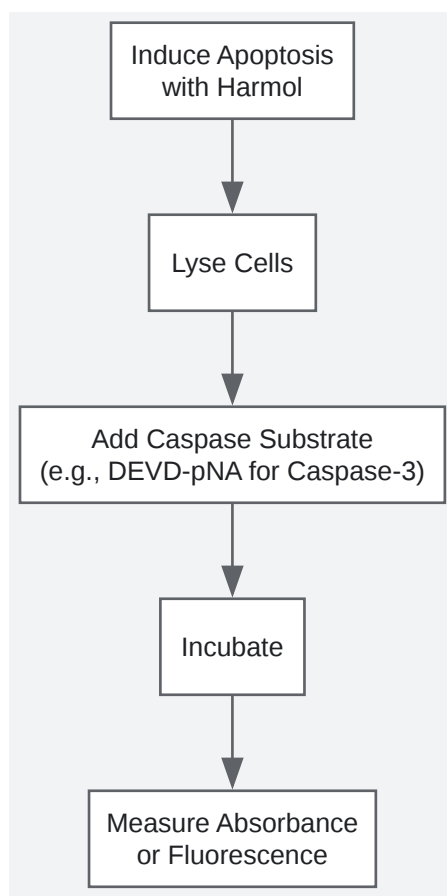 Induce Apoptosis
with Harmol
Lyse Cells
Add Caspase Substrate
(e.g., DEVD-pNA for Caspase-3)
Incubate
Measure Absorbance
or Fluorescence